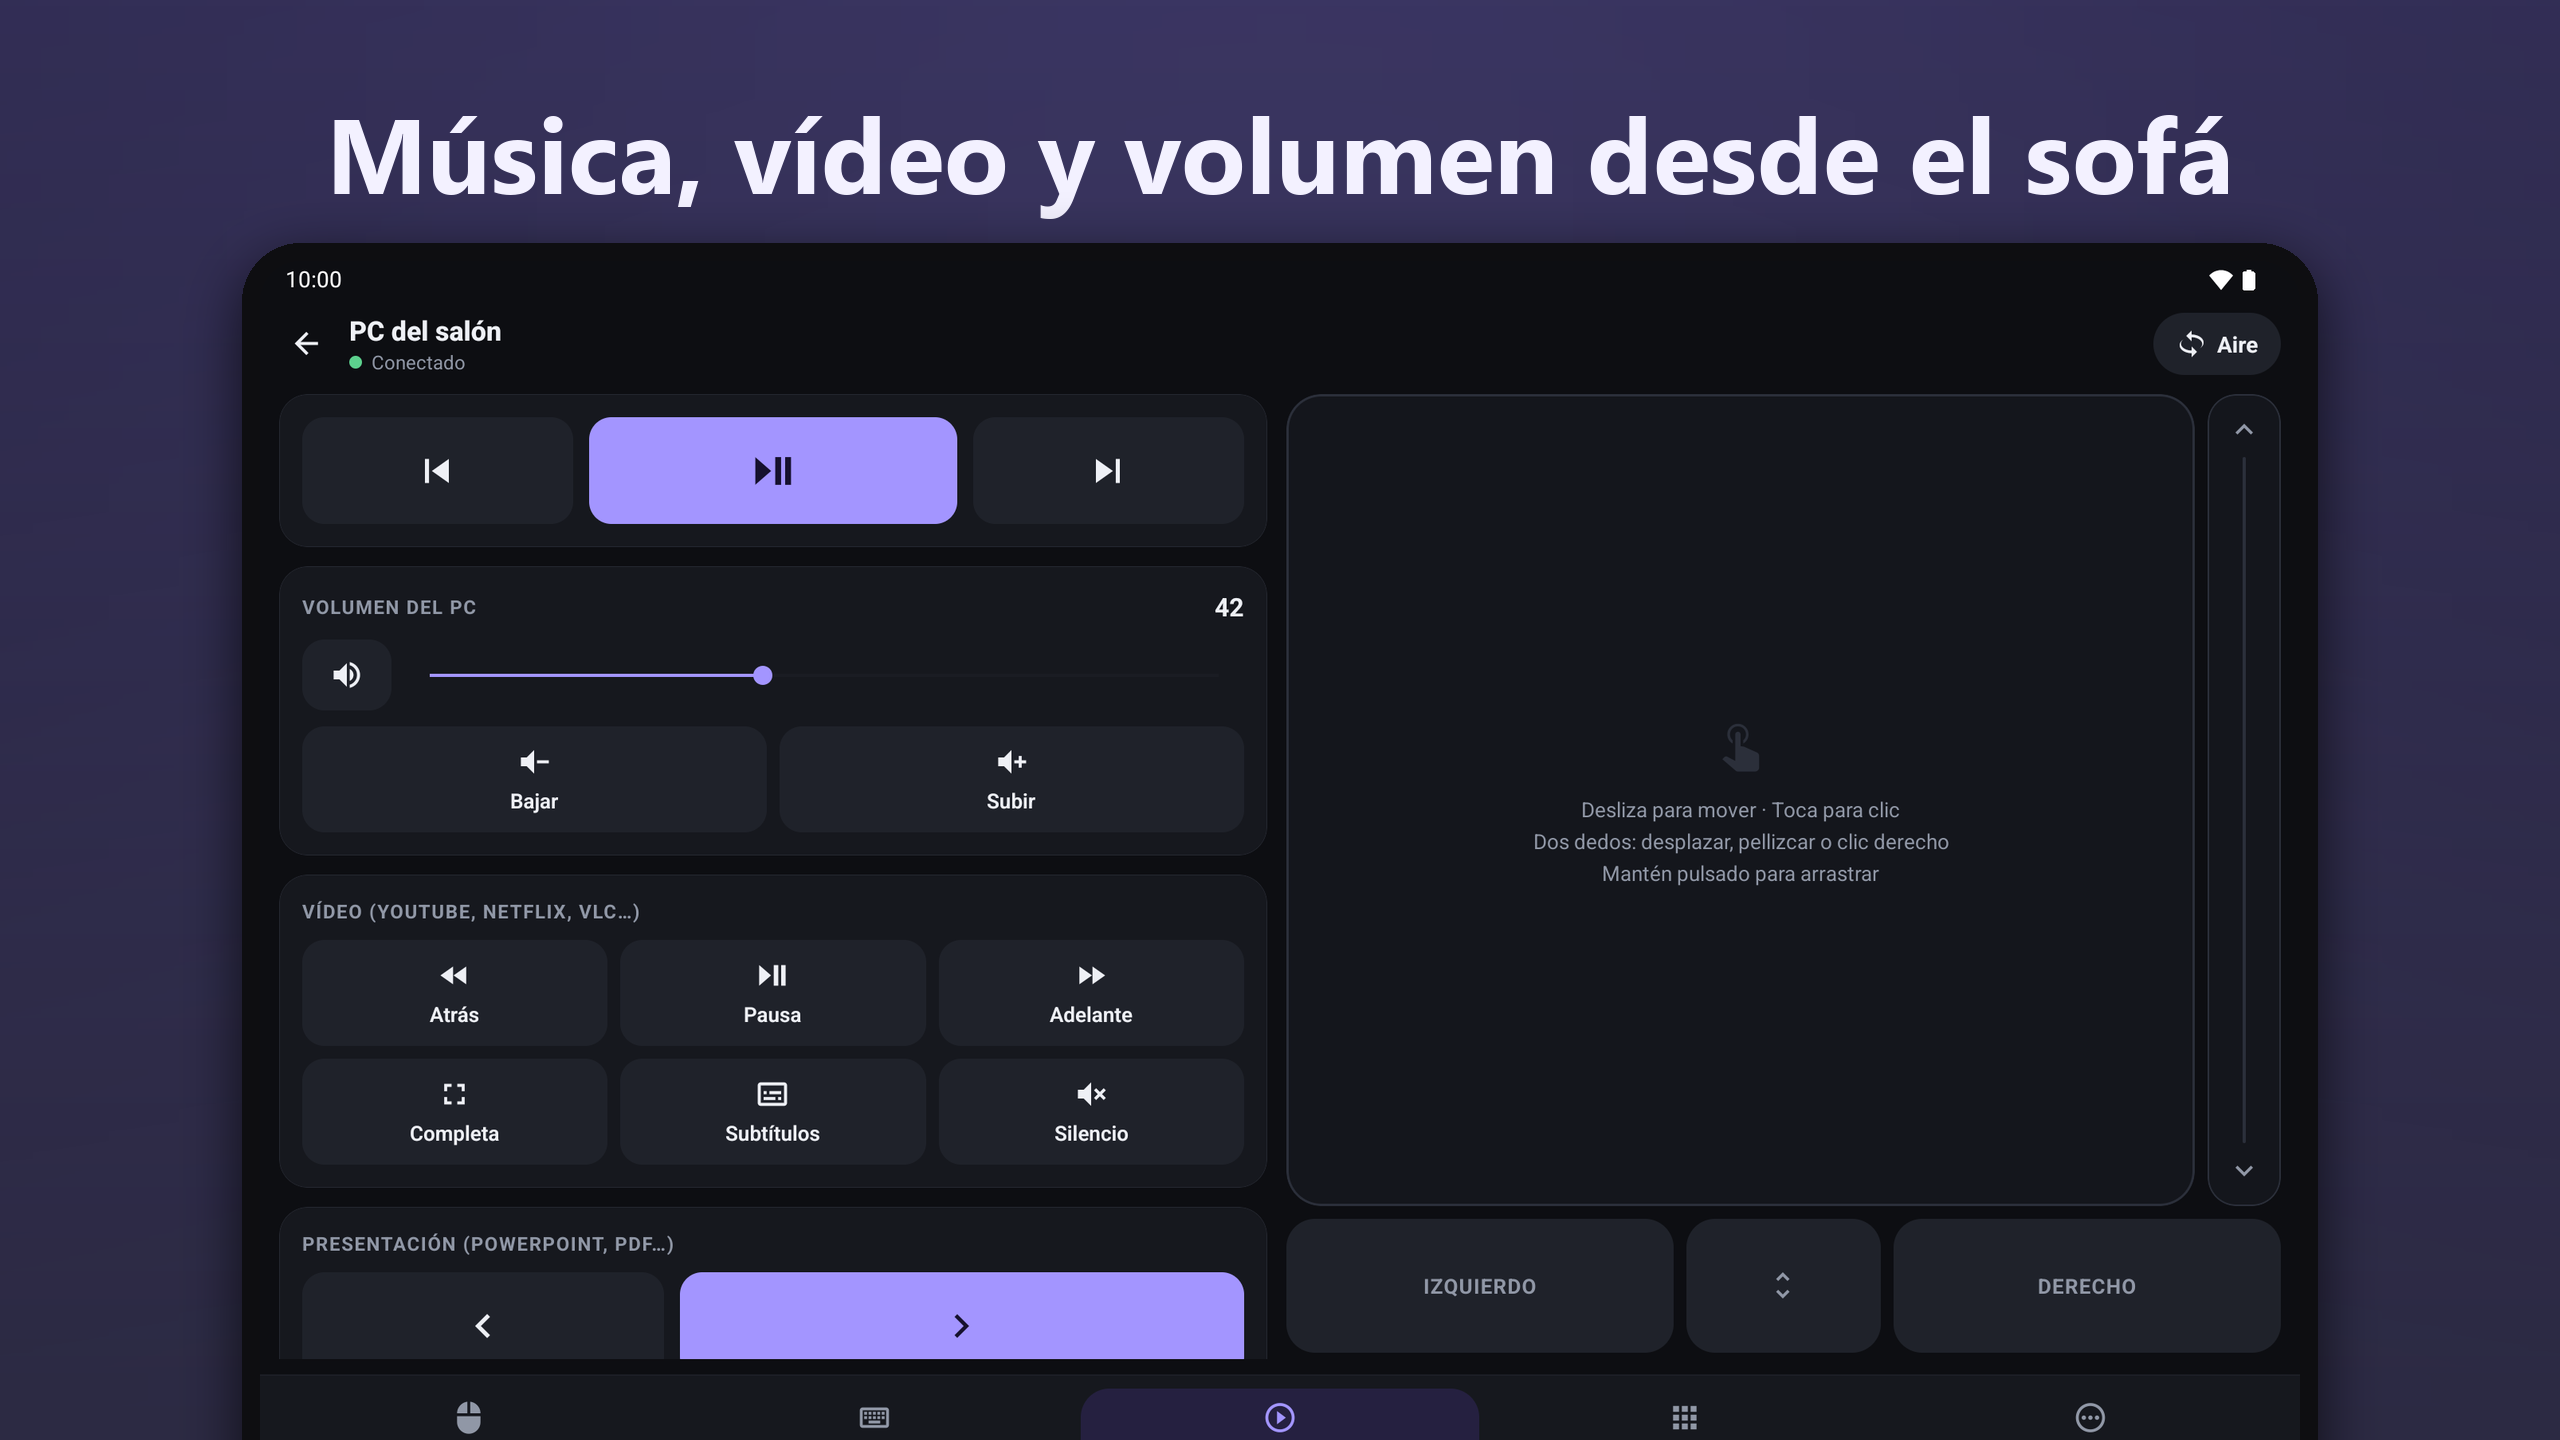 Música, vídeo y volumen desde el sofá
10:00
PC del salón
Conectado
Aire
VOLUMEN DEL PC
42
Bajar
Subir
VÍDEO (YOUTUBE, NETFLIX, VLC…)
Atrás
Pausa
Adelante
Completa
Subtítulos
Silencio
PRESENTACIÓN (POWERPOINT, PDF…)
Desliza para mover · Toca para clic
Dos dedos: desplazar, pellizcar o clic derecho
Mantén pulsado para arrastrar
IZQUIERDO
DERECHO